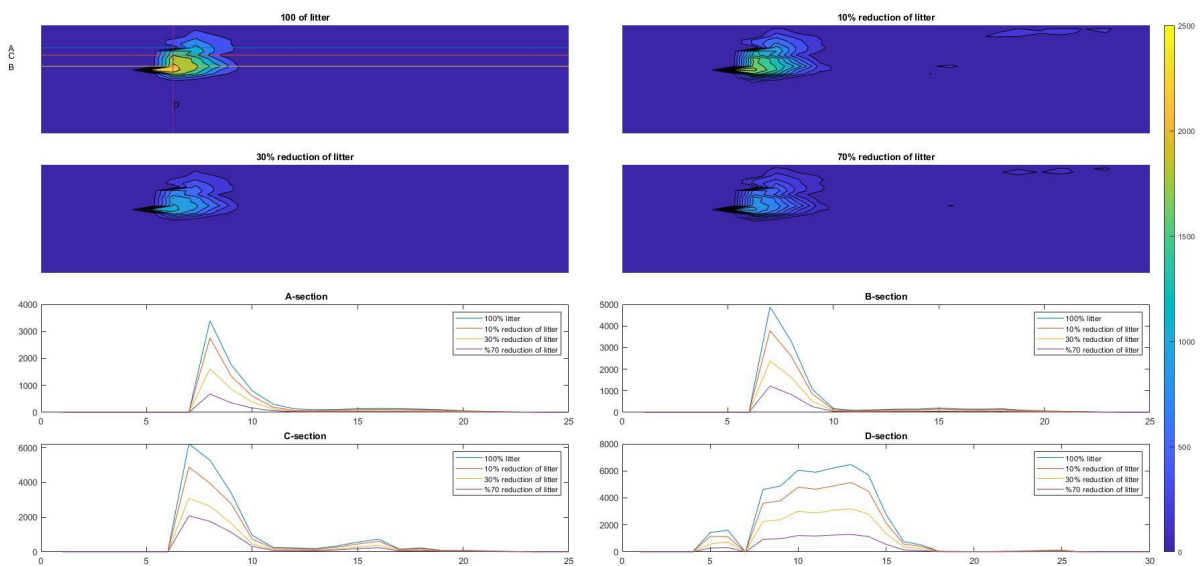 100 of litter
10% reduction of litter
A
C
B
D
30% reduction of litter
70% reduction of litter
2500
2000
1500
1000
500
0
A-section
4000
3000
2000
1000
0
0 5 10 15 20 25
100% litter
10% reduction of litter
30% reduction of litter
%70 reduction of litter
B-section
5000
4000
3000
2000
1000
0
0 5 10 15 20 25
100% litter
10% reduction of litter
30% reduction of litter
%70 reduction of litter
C-section
6000
4000
2000
0
0 5 10 15 20 25
100% litter
10% reduction of litter
30% reduction of litter
%70 reduction of litter
D-section
8000
6000
4000
2000
0
0 5 10 15 20 25 30
100% litter
10% reduction of litter
30% reduction of litter
%70 reduction of litter